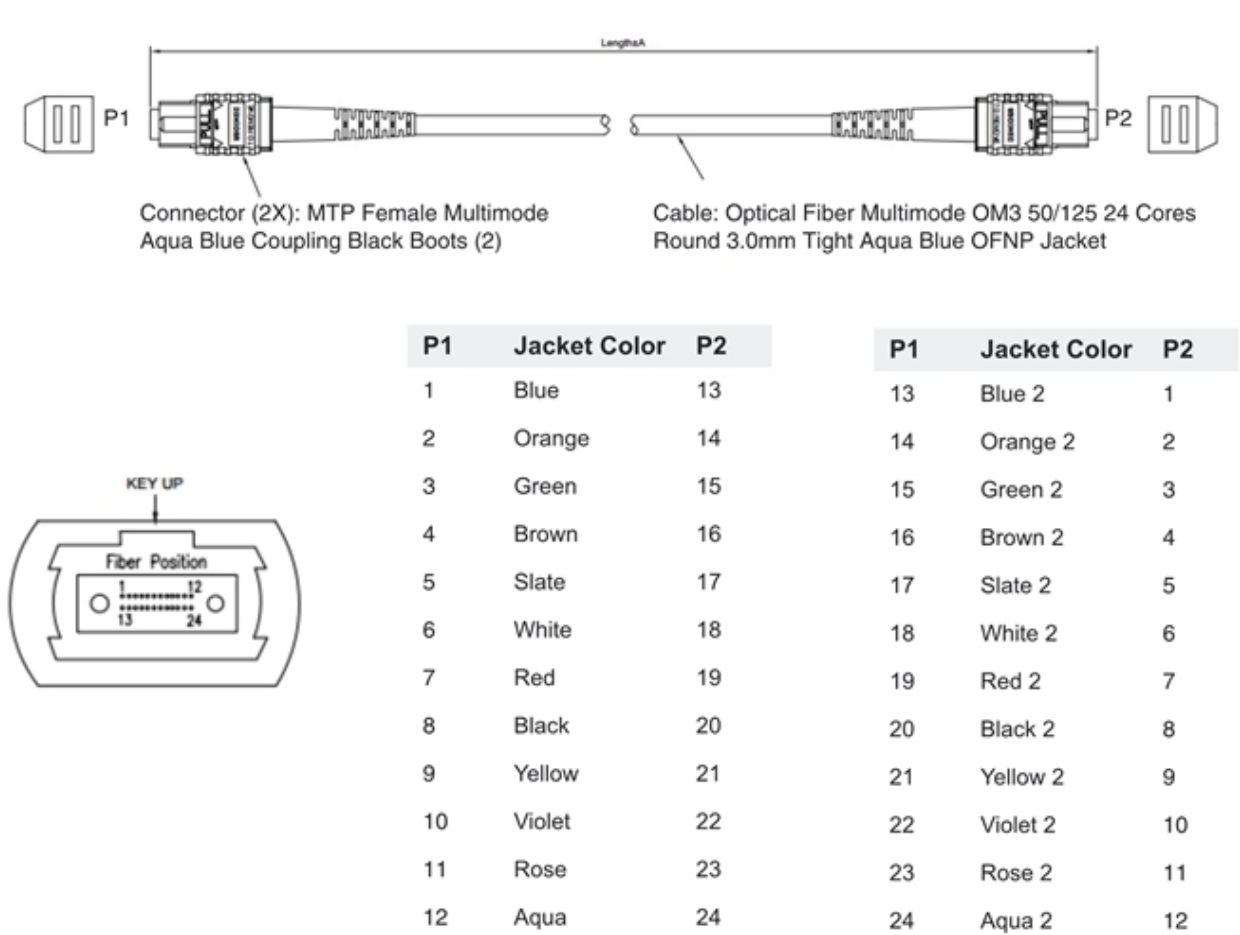 LengthsA
P1
PULL
PULL
P2
Connector (2X): MTP Female Multimode
Aqua Blue Coupling Black Boots (2)
Cable: Optical Fiber Multimode OM3 50/125 24 Cores
Round 3.0mm Tight Aqua Blue OFNP Jacket
P1 Jacket Color P2
1 Blue 13
2 Orange 14
3 Green 15
4 Brown 16
5 Slate 17
6 White 18
7 Red 19
8 Black 20
9 Yellow 21
10 Violet 22
11 Rose 23
12 Aqua 24
P1 Jacket Color P2
13 Blue 2 1
14 Orange 2 2
15 Green 2 3
16 Brown 2 4
17 Slate 2 5
18 White 2 6
19 Red 2 7
20 Black 2 8
21 Yellow 2 9
22 Violet 2 10
23 Rose 2 11
24 Aqua 2 12
KEY UP
Fiber Position
1 12
13 24